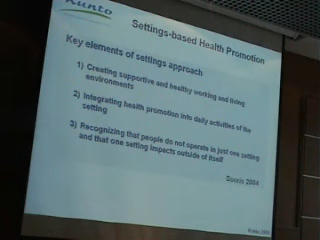 kunto
Settings-based Health Promotion
Key elements of settings approach
1) Creating supportive and healthy working and living
environments
2) Integrating health promotion into daily activities of the
setting
3) Recognizing that people do not operate in just one setting
and that one setting impacts outside of itself
2004